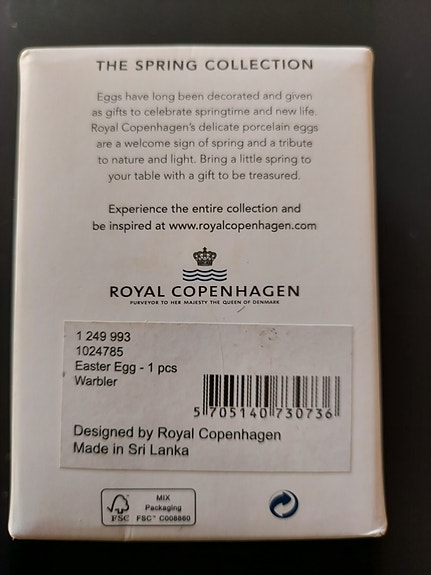 THE SPRING COLLECTION
Eggs have long been decorated and given
as gifts to celebrate springtime and new life.
Royal Copenhagen's delicate porcelain eggs
are a welcome sign of spring and a tribute
to nature and light. Bring a little spring to
your table with a gift to be treasured.
Experience the entire collection and
be inspired at www.royalcopenhagen.com
ROYAL COPENHAGEN
PURVEYOR TO HER MAJESTY THE QUEEN OF DENMARK
1 249 993
1024785
Easter Egg - 1 pcs
Warbler
5 705140 730736
Designed by Royal Copenhagen
Made in Sri Lanka
FSC
MIX
Packaging
FSC™ C008860